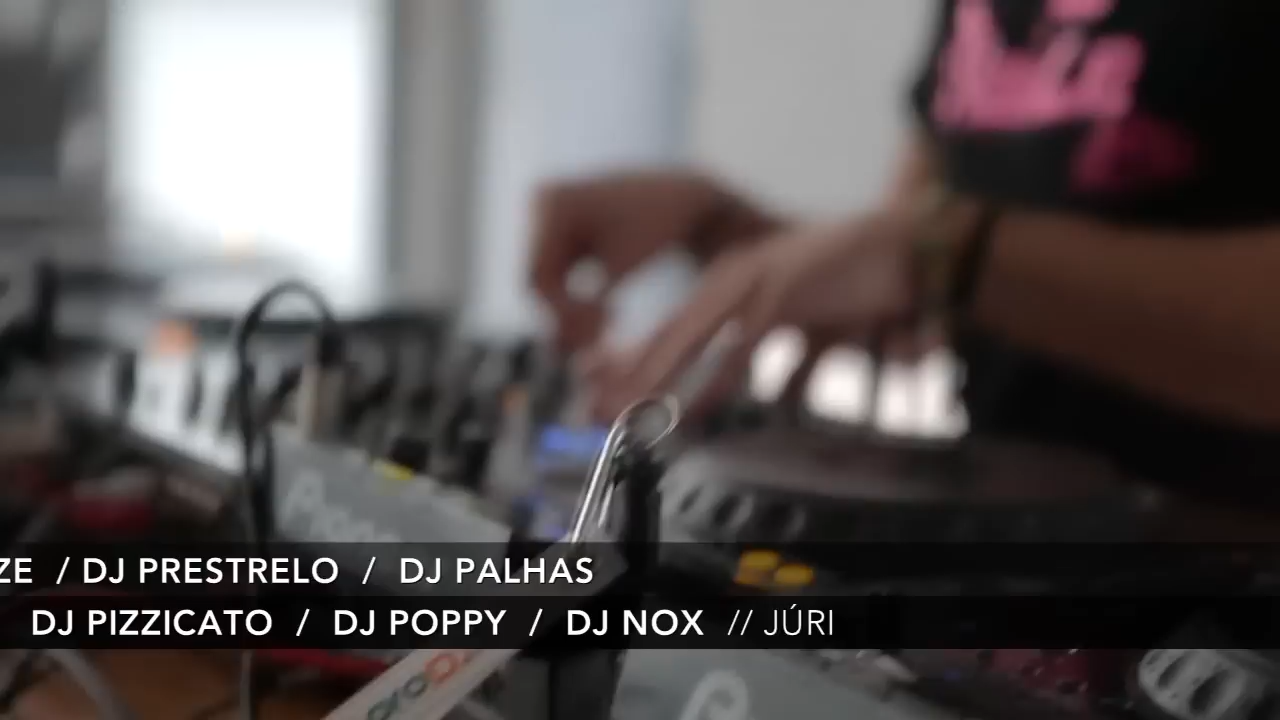 ZE / DJ PRESTRELO / DJ PALHAS
DJ PIZZICATO / DJ POPPY / DJ NOX // JÚRI